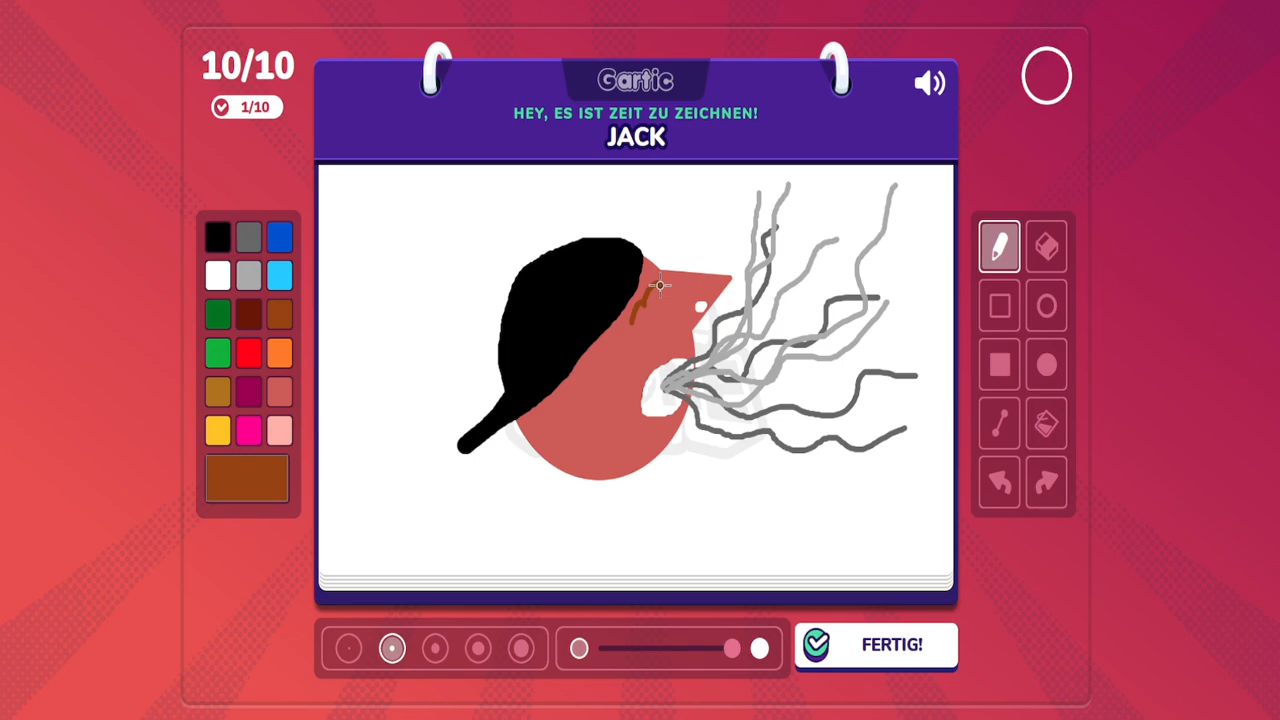 10/10
1/10
Gartic
HEY, ES IST ZEIT ZU ZEICHNEN!
JACK
FERTIG!